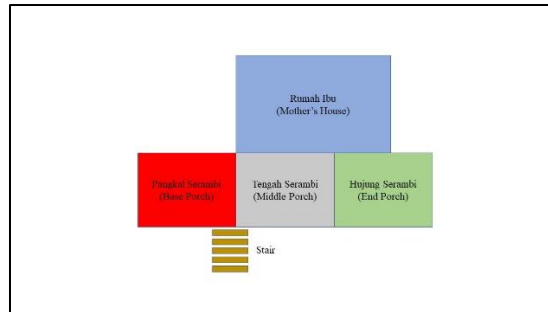 Rumah Ibu
(Mother's House)
Pangkal Serambi
(Base Porch)
Tengah Serambi
(Middle Porch)
Hujung Serambi
(End Porch)
Stair